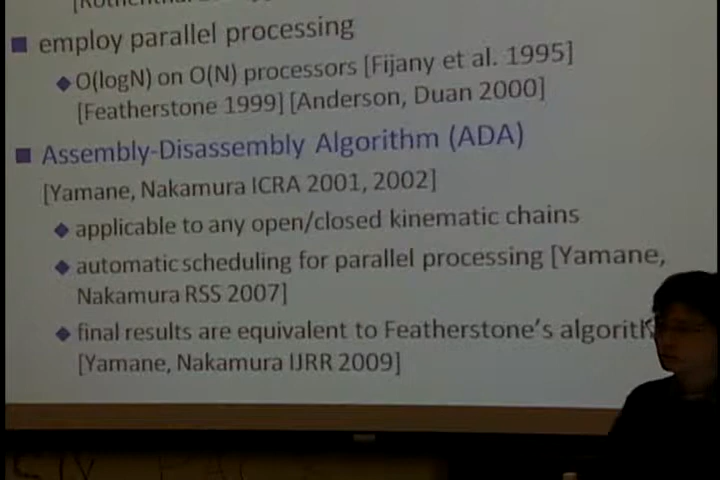 employ parallel processing
O(logN) on O(N) processors [Fijany et al. 1995]
[Featherstone 1999] [Anderson, Duan 2000]
Assembly-Disassembly Algorithm (ADA)
[Yamane, Nakamura ICRA 2001, 2002]
applicable to any open/closed kinematic chains
automatic scheduling for parallel processing [Yamane,
Nakamura RSS 2007]
final results are equivalent to Featherstone's
[Yamane, Nakamura IJRR 2009]